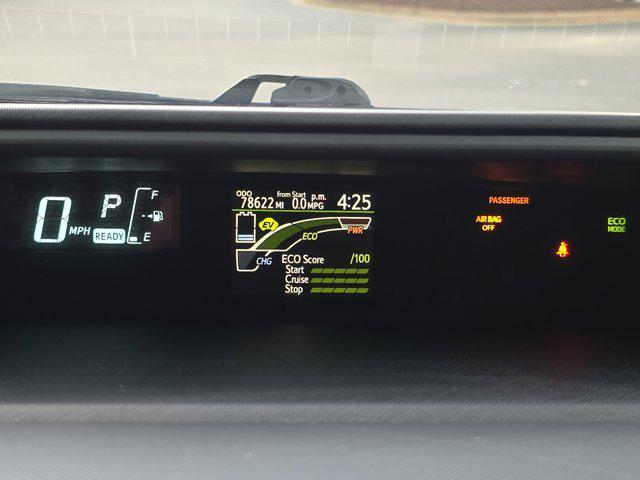 0 MPH
P
READY
F
E
ODO
78622 MI
from Start
0.0 MPG
p.m.
4:25
EV
ECO
PWR
CHG
ECO Score /100
Start
Cruise
Stop
PASSENGER
AIR BAG
OFF
ECO
MODE